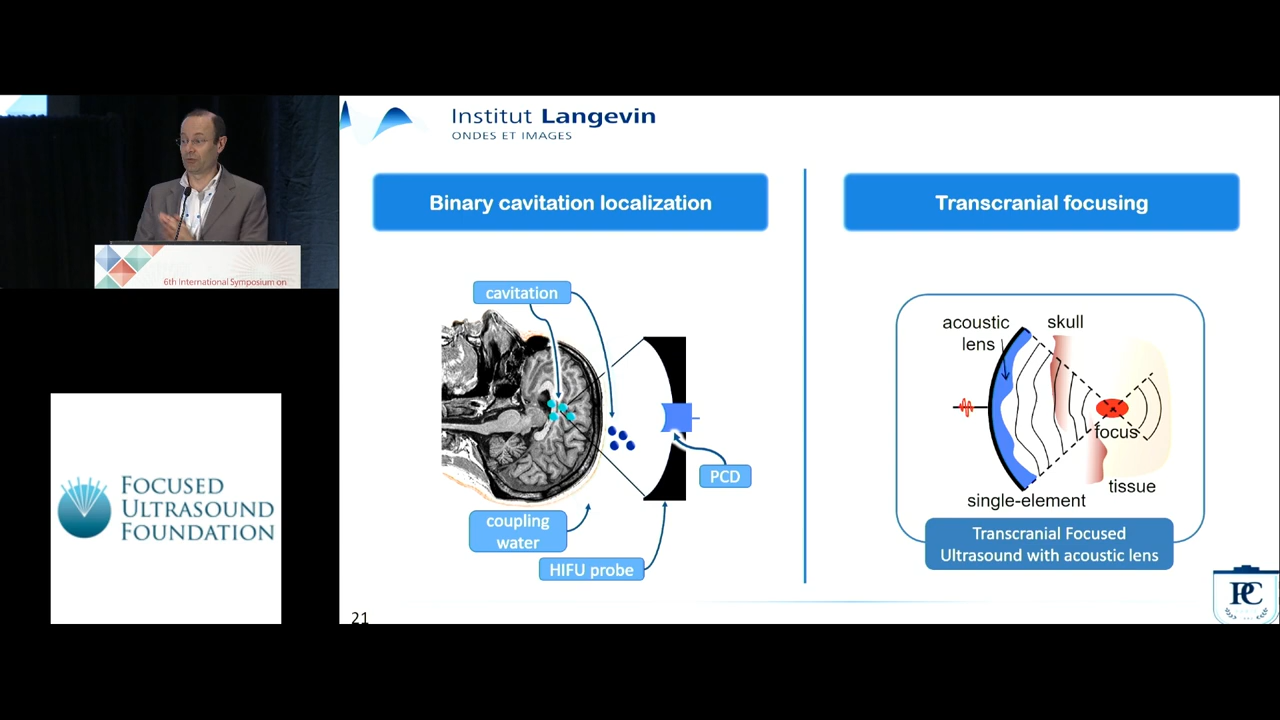 Institut Langevin
ONDES ET IMAGES
Binary cavitation localization
Transcranial focusing
cavitation
PCD
coupling
water
HIFU probe
acoustic
lens
skull
focus
tissue
single-element
Transcranial Focused
Ultrasound with acoustic lens
21
PC
6th International Symposium on
FOCUSED
ULTRASOUND
FOUNDATION